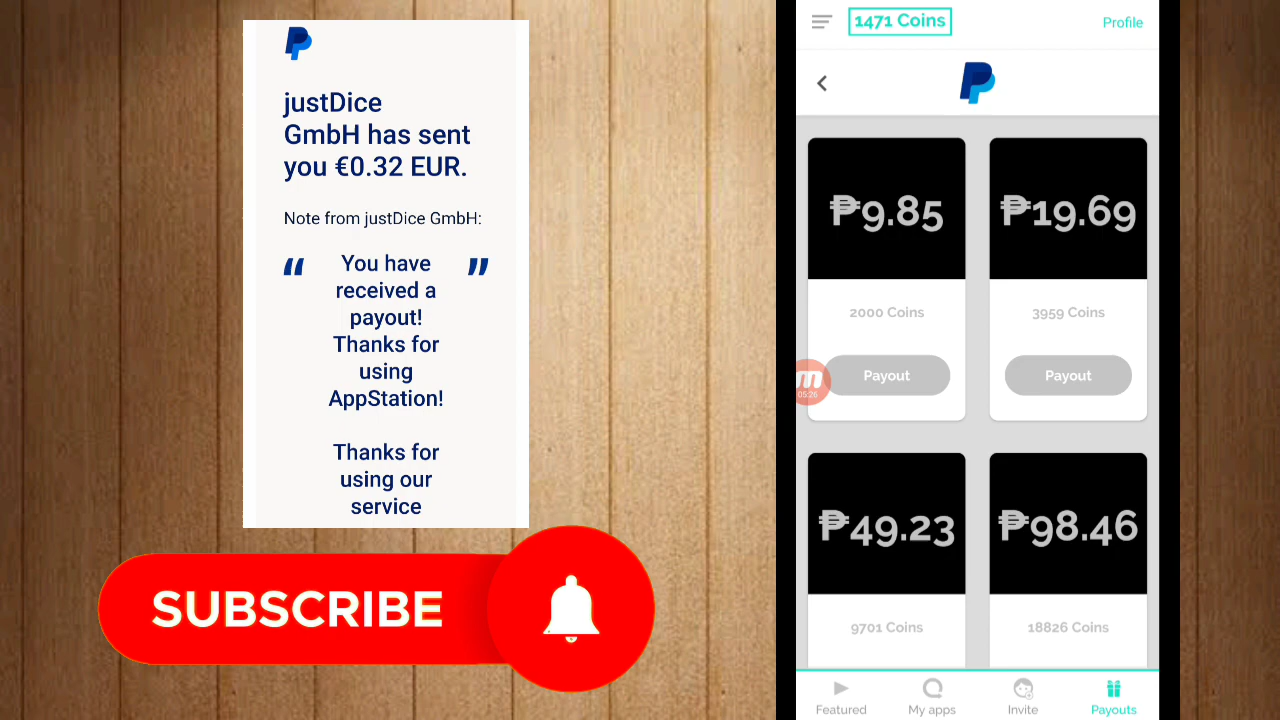 justDice
GmbH has sent
you €0.32 EUR.
Note from justDice GmbH:
“ You have ”
received a
payout!
Thanks for
using
AppStation!
Thanks for
using our
service
SUBSCRIBE
1471 Coins
Profile
₱9.85
₱19.69
2000 Coins
3959 Coins
05:26
Payout
Payout
₱49.23
₱98.46
9701 Coins
18826 Coins
Featured
My apps
Invite
Payouts